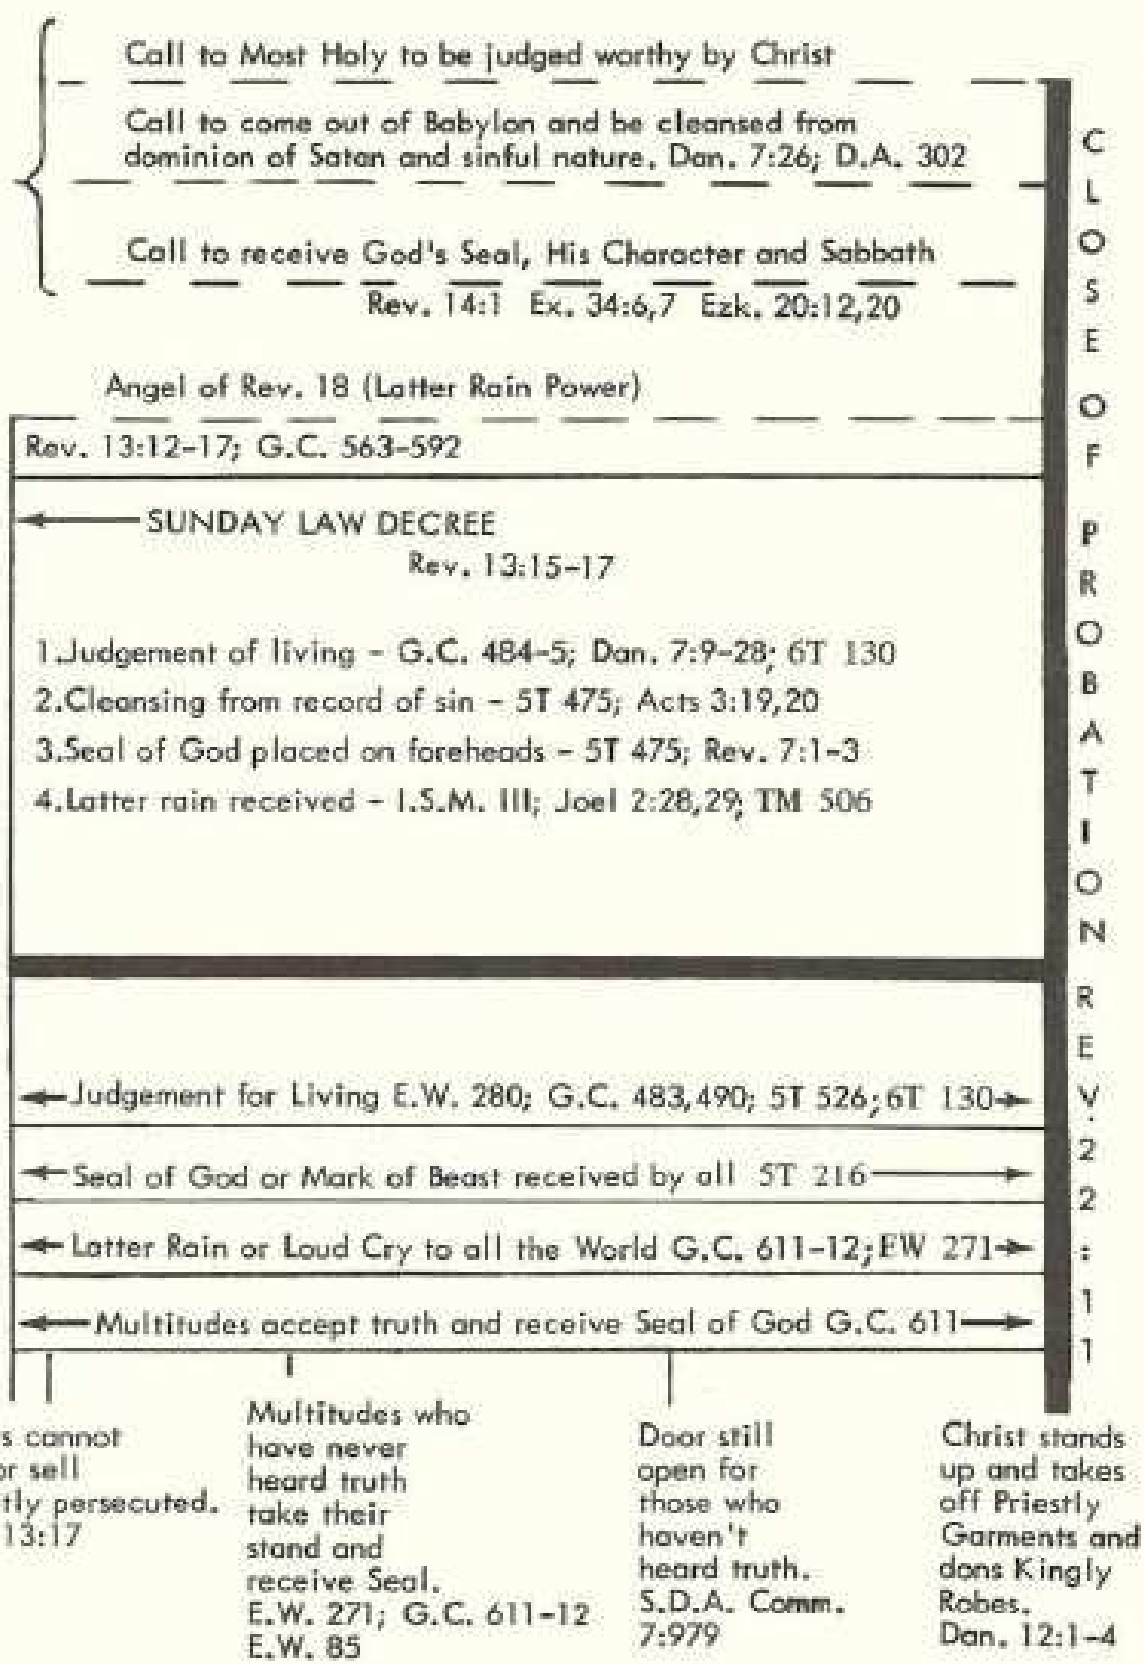 Call to Most Holy to be judged worthy by Christ
Call to come out of Babylon and be cleansed from
dominion of Satan and sinful nature. Dan. 7:26; D.A. 302
Call to receive God's Seal, His Character and Sabbath
Rev. 14:1 Ex. 34:6,7 Ezk. 20:12,20
Angel of Rev. 18 (Latter Rain Power)
Rev. 13:12-17; G.C. 563-592
SUNDAY LAW DECREE
Rev. 13:15-17
1.Judgement of living - G.C. 484-5; Dan. 7:9-28; 6T 130
2.Cleansing from record of sin - 5T 475; Acts 3:19,20
3.Seal of God placed on foreheads - 5T 475; Rev. 7:1-3
4.Latter rain received - I.S.M. III; Joel 2:28,29; TM 506
Judgement for Living E.W. 280; G.C. 483,490; 5T 526;6T 130
Seal of God or Mark of Beast received by all 5T 216
Latter Rain or Loud Cry to all the World G.C. 611-12;EW 271
Multitudes accept truth and receive Seal of God G.C. 611
CLOSE OF PROBATION REV. 22:11
s cannot
or sell
tly persecuted.
13:17
Multitudes who
have never
heard truth
take their
stand and
receive Seal.
E.W. 271; G.C. 611-12
E.W. 85
Door still
open for
those who
haven't
heard truth.
S.D.A. Comm.
7:979
Christ stands
up and takes
off Priestly
Garments and
dons Kingly
Robes.
Dan. 12:1-4